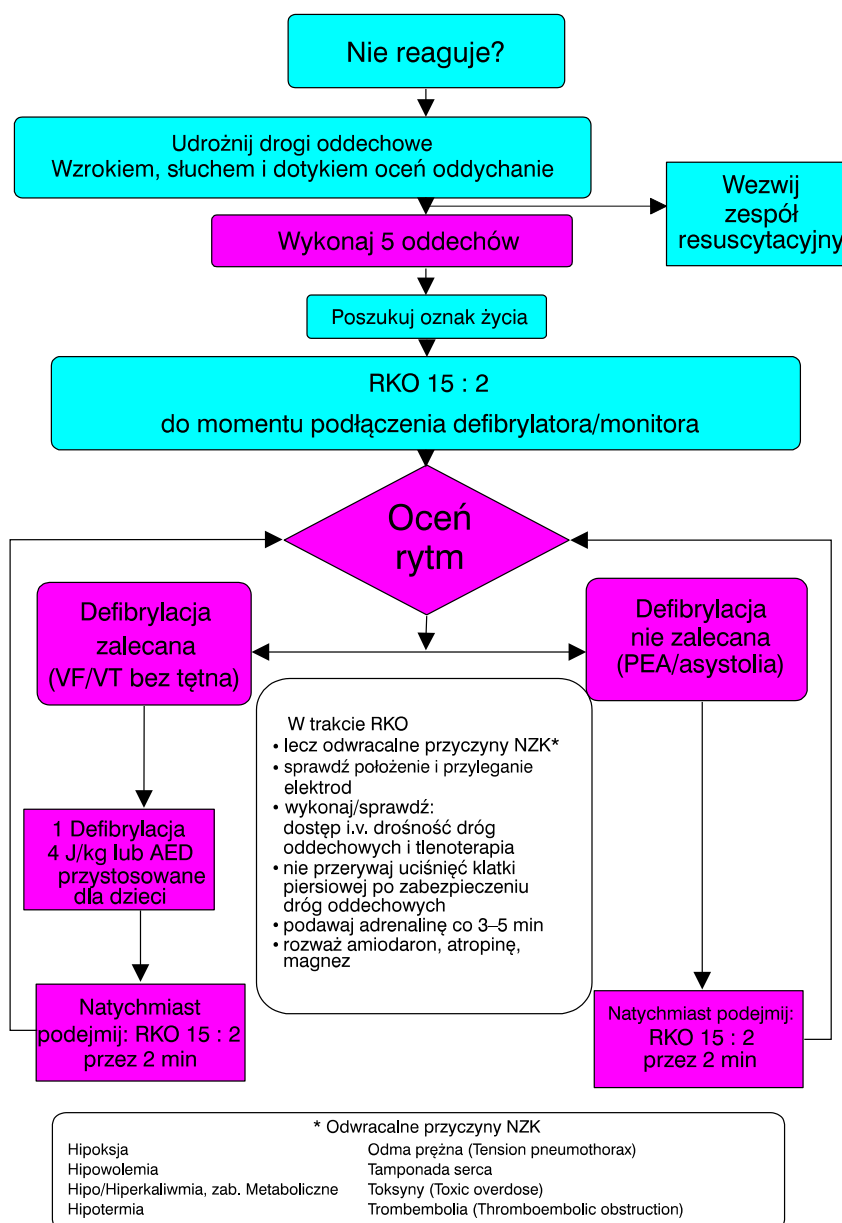 Nie reaguje?
Udrożnij drogi oddechowe
Wzrokiem, słuchem i dotykiem oceń oddychanie
Wezwij
zespół
resuscytacyjny
Wykonaj 5 oddechów
Poszukuj oznak życia
RKO 15 : 2
do momentu podłączenia defibrylatora/monitora
Oceń
rytm
Defibrylacja
zalecana
(VF/VT bez tętna)
Defibrylacja
nie zalecana
(PEA/asystolia)
W trakcie RKO
• lecz odwracalne przyczyny NZK*
• sprawdź położenie i przyleganie
elektrod
• wykonaj/sprawdź:
dostęp i.v. drośność dróg
oddechowych i tlenoterapia
• nie przerywaj uciśnięć klatki
piersiowej po zabezpieczeniu
dróg oddechowych
• podawaj adrenalinę co 3–5 min
• rozważ amiodaron, atropinę,
magnez
1 Defibrylacja
4 J/kg lub AED
przystosowane
dla dzieci
Natychmiast
podejmij: RKO 15 : 2
przez 2 min
Natychmiast podejmij:
RKO 15 : 2
przez 2 min
* Odwracalne przyczyny NZK
Hipoksja
Hipowolemia
Hipo/Hiperkaliwmia, zab. Metaboliczne
Hipotermia
Odma prężna (Tension pneumothorax)
Tamponada serca
Toksyny (Toxic overdose)
Trombembolia (Thromboembolic obstruction)